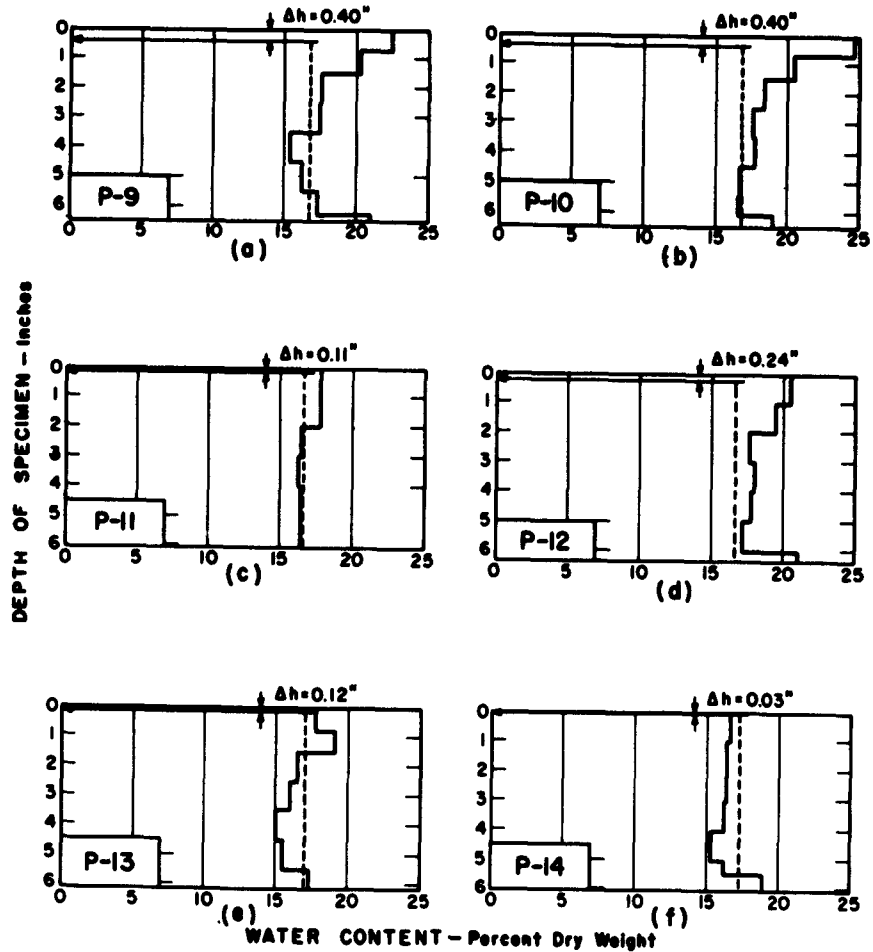 Δh=0.40"
0
1
2
3
4
5
6
P-9
0 5 10 15 20 25
(a)
Δh=0.40"
0
1
2
3
4
5
6
P-10
0 5 10 15 20 25
(b)
DEPTH OF SPECIMEN – Inches
Δh=0.11"
0
1
2
3
4
5
6
P-11
0 5 10 15 20 25
(c)
Δh=0.24"
0
1
2
3
4
5
6
P-12
0 5 10 15 20 25
(d)
Δh=0.12"
0
1
2
3
4
5
6
P-13
0 5 10 15 20 25
(e)
Δh=0.03"
0
1
2
3
4
5
6
P-14
0 5 10 15 20 25
(f)
WATER CONTENT – Percent Dry Weight